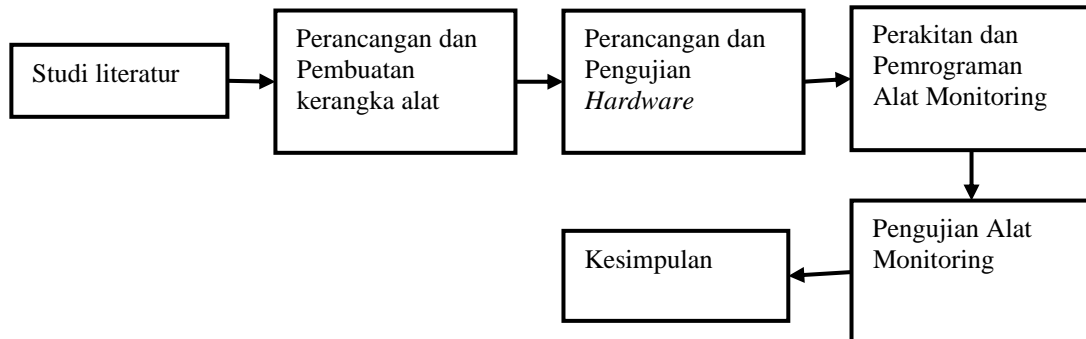 Studi literatur
Perancangan dan
Pembuatan
kerangka alat
Perancangan dan
Pengujian
Hardware
Perakitan dan
Pemrograman
Alat Monitoring
Pengujian Alat
Monitoring
Kesimpulan